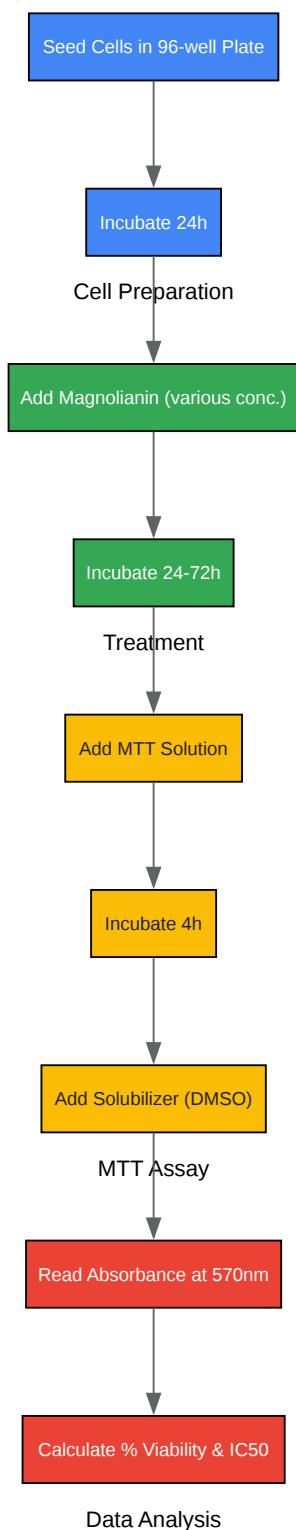 Seed Cells in 96-well Plate
Incubate 24h
Cell Preparation
Add Magnolianin (various conc.)
Incubate 24-72h
Treatment
Add MTT Solution
Incubate 4h
Add Solubilizer (DMSO)
MTT Assay
Read Absorbance at 570nm
Calculate % Viability & IC50
Data Analysis